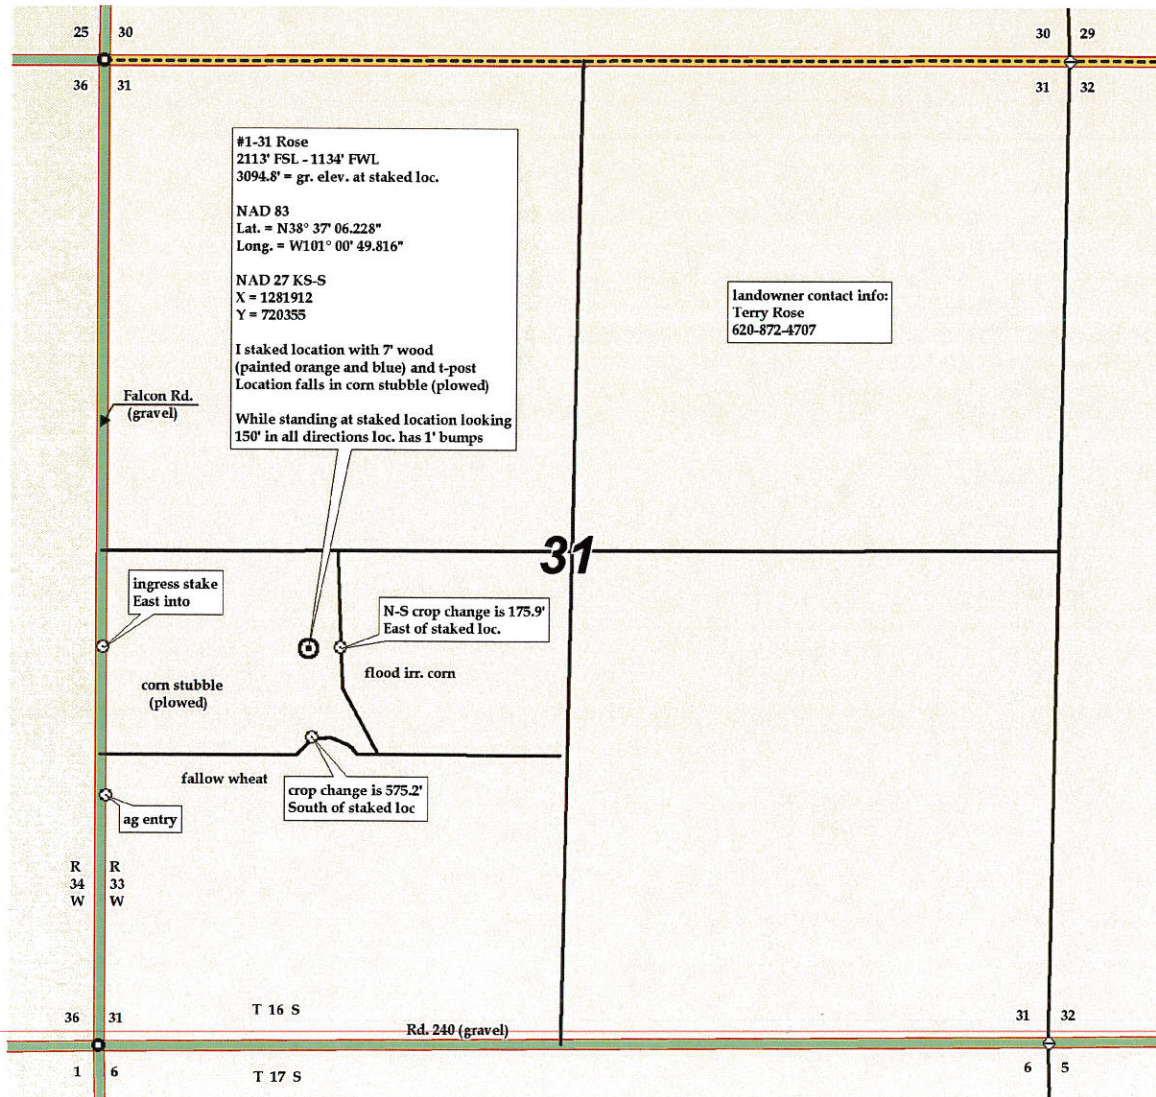 25 30
30 29
36 31
31 32
#1-31 Rose
2113' FSL - 1134' FWL
3094.8' = gr. elev. at staked loc.
NAD 83
Lat. = N38° 37' 06.228"
Long. = W101° 00' 49.816"
NAD 27 KS-S
X = 1281912
Y = 720355
I staked location with 7' wood
(painted orange and blue) and t-post
Location falls in corn stubble (plowed)
While standing at staked location looking
150' in all directions loc. has 1' bumps
landowner contact info:
Terry Rose
620-872-4707
Falcon Rd.
(gravel)
31
ingress stake
East into
N-S crop change is 175.9'
East of staked loc.
flood irr. corn
corn stubble
(plowed)
fallow wheat
crop change is 575.2'
South of staked loc
ag entry
R R
34 33
W W
T 16 S
36 31
31 32
Rd. 240 (gravel)
1 6
T 17 S
6 5